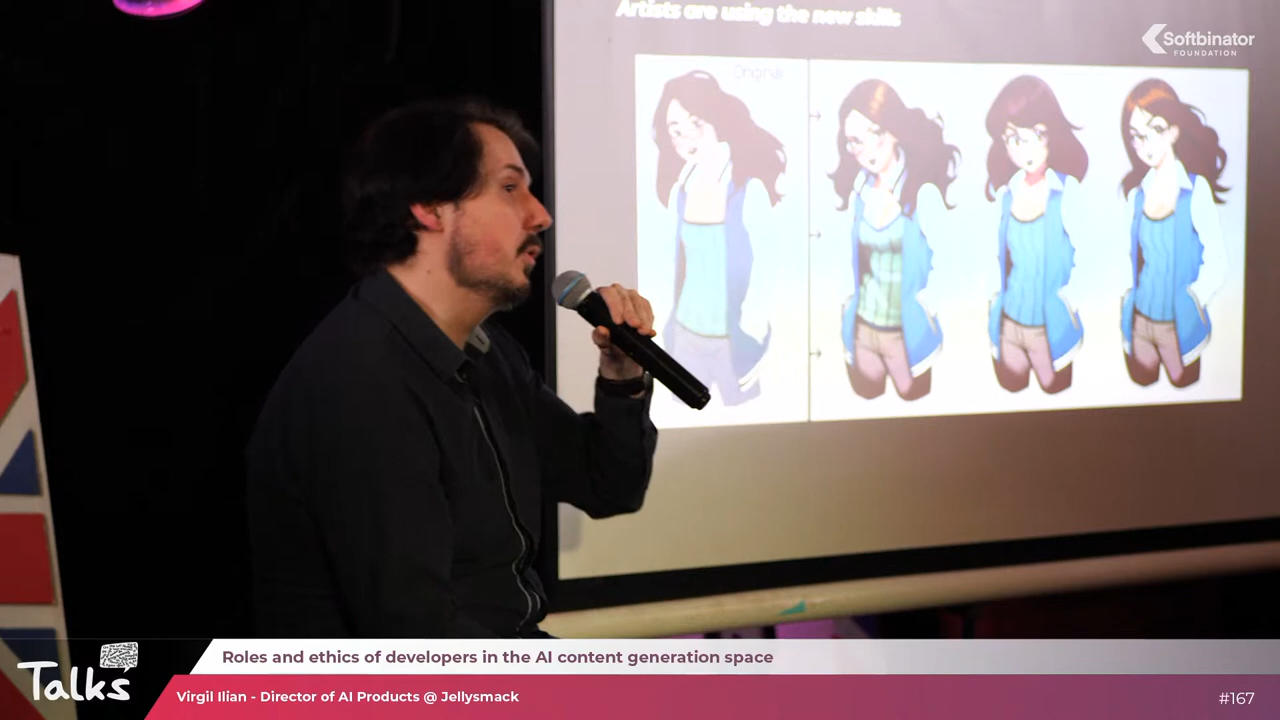 Artists are using the new skills
Softbinator
FOUNDATION
Original
Talks
Roles and ethics of developers in the AI content generation space
Virgil Ilian - Director of AI Products @ Jellysmack
#167